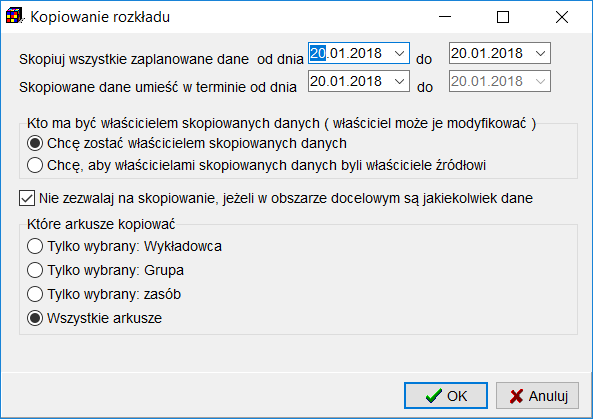 Kopiowanie rozkładu
Skopiuj wszystkie zaplanowane dane od dnia 20.01.2018 do 20.01.2018
Skopiowane dane umieść w terminie od dnia 20.01.2018 do 20.01.2018
Kto ma być właścicielem skopiowanych danych ( właściciel może je modyfikować )
Chcę zostać właścicielem skopiowanych danych
Chcę, aby właścicielami skopiowanych danych byli właściciele źródłowi
Nie zezwalaj na skopiowanie, jeżeli w obszarze docelowym są jakiekolwiek dane
Które arkusze kopiować
Tylko wybrany: Wykładowca
Tylko wybrany: Grupa
Tylko wybrany: zasób
Wszystkie arkusze
OK Anuluj